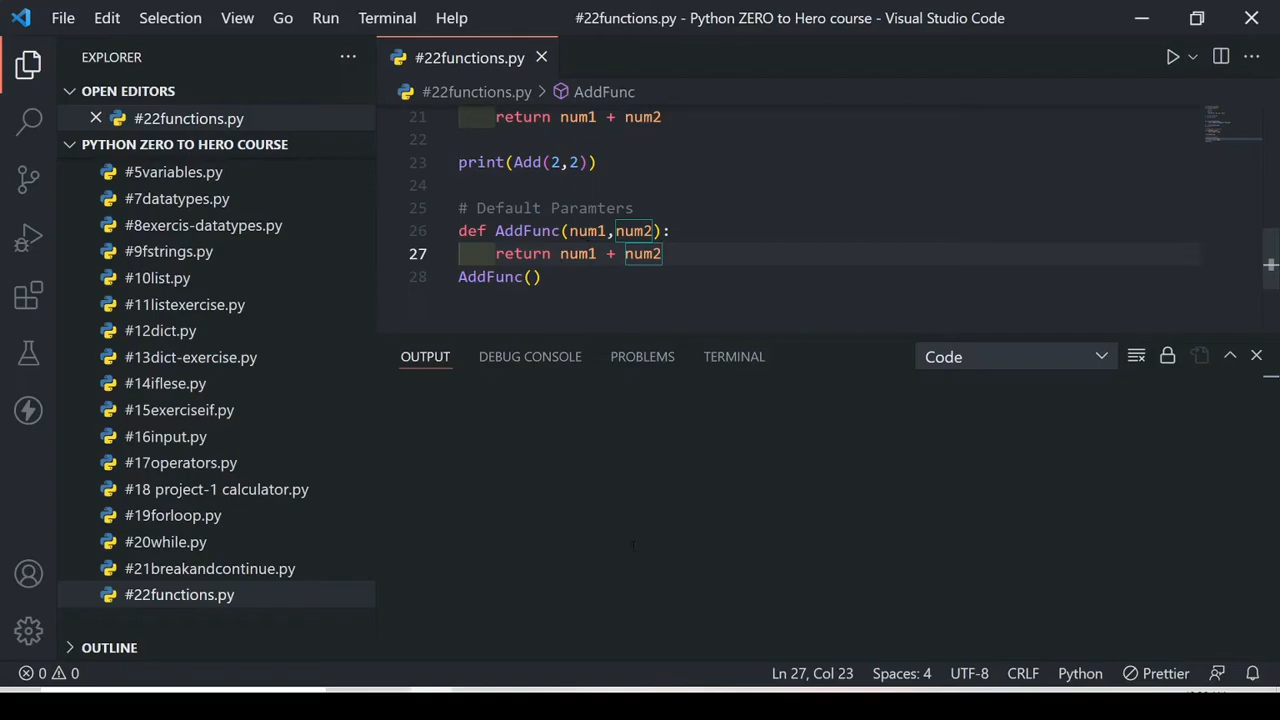 File Edit Selection View Go Run Terminal Help #22functions.py - Python ZERO to Hero course - Visual Studio Code
EXPLORER
OPEN EDITORS
#22functions.py
PYTHON ZERO TO HERO COURSE
#5variables.py
#7datatypes.py
#8exercis-datatypes.py
#9fstrings.py
#10list.py
#11listexercise.py
#12dict.py
#13dict-exercise.py
#14iflese.py
#15exerciseif.py
#16input.py
#17operators.py
#18 project-1 calculator.py
#19forloop.py
#20while.py
#21breakandcontinue.py
#22functions.py
OUTLINE
#22functions.py
#22functions.py > AddFunc
21 return num1 + num2
22
23 print(Add(2,2))
24
25 # Default Paramters
26 def AddFunc(num1,num2):
27 return num1 + num2
28 AddFunc()
OUTPUT DEBUG CONSOLE PROBLEMS TERMINAL Code
0 0 Ln 27, Col 23 Spaces: 4 UTF-8 CRLF Python Prettier